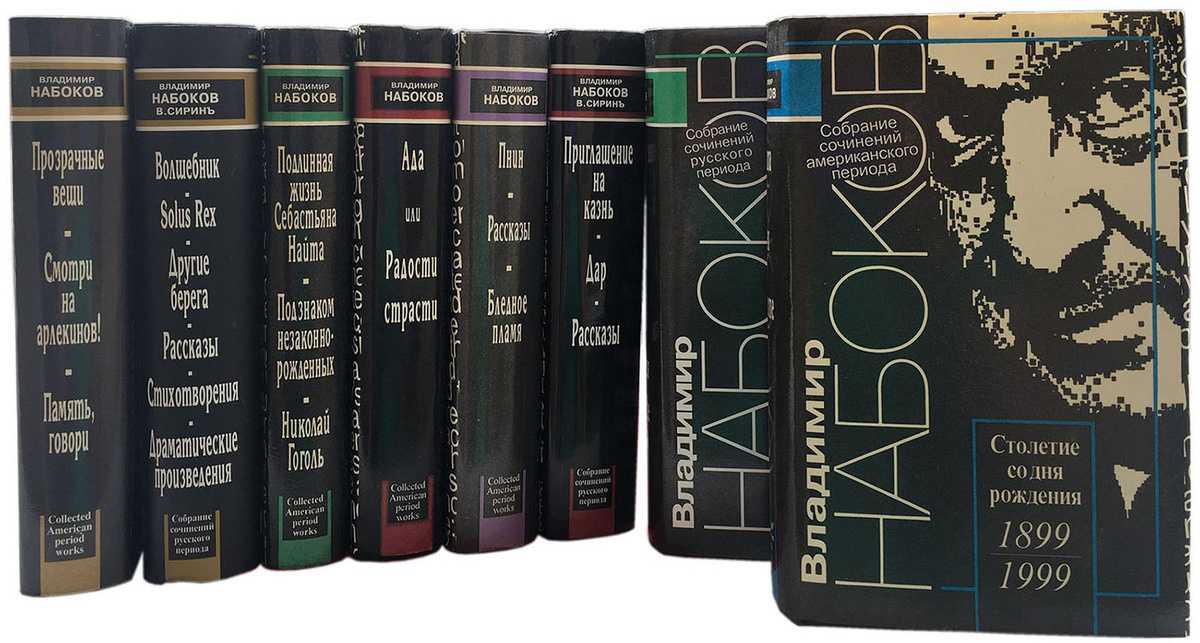 ВЛАДИМИР
НАБОКОВ
Прозрачные
вещи
-
Смотри
на
арлекинов!
-
Память,
говори
Collected
American
period
works
ВЛАДИМИР
НАБОКОВ
В.СИРИНЪ
Волшебник
-
Solus Rex
-
Другие
берега
-
Рассказы
-
Стихотворения
-
Драматические
произведения
Собрание
сочинений
русского
периода
ВЛАДИМИР
НАБОКОВ
Подлинная
жизнь
Себастьяна
Найта
-
Под знаком
незаконно-
рожденных
-
Николай
Гоголь
Collected
American
period
works
ВЛАДИМИР
НАБОКОВ
Ада
или
Радости
страсти
Collected
American
period
works
ВЛАДИМИР
НАБОКОВ
Пнин
-
Рассказы
-
Бледное
пламя
Collected
American
period
works
ВЛАДИМИР
НАБОКОВ
В.СИРИНЪ
Приглашение
на
казнь
-
Дар
-
Рассказы
Собрание
сочинений
русского
периода
Собрание
сочинений
русского
периода
Владимир
НАБОКОВ
Собрание
сочинений
американского
периода
Владимир
НАБОКОВ
Столетие
со дня
рождения
1899
1999